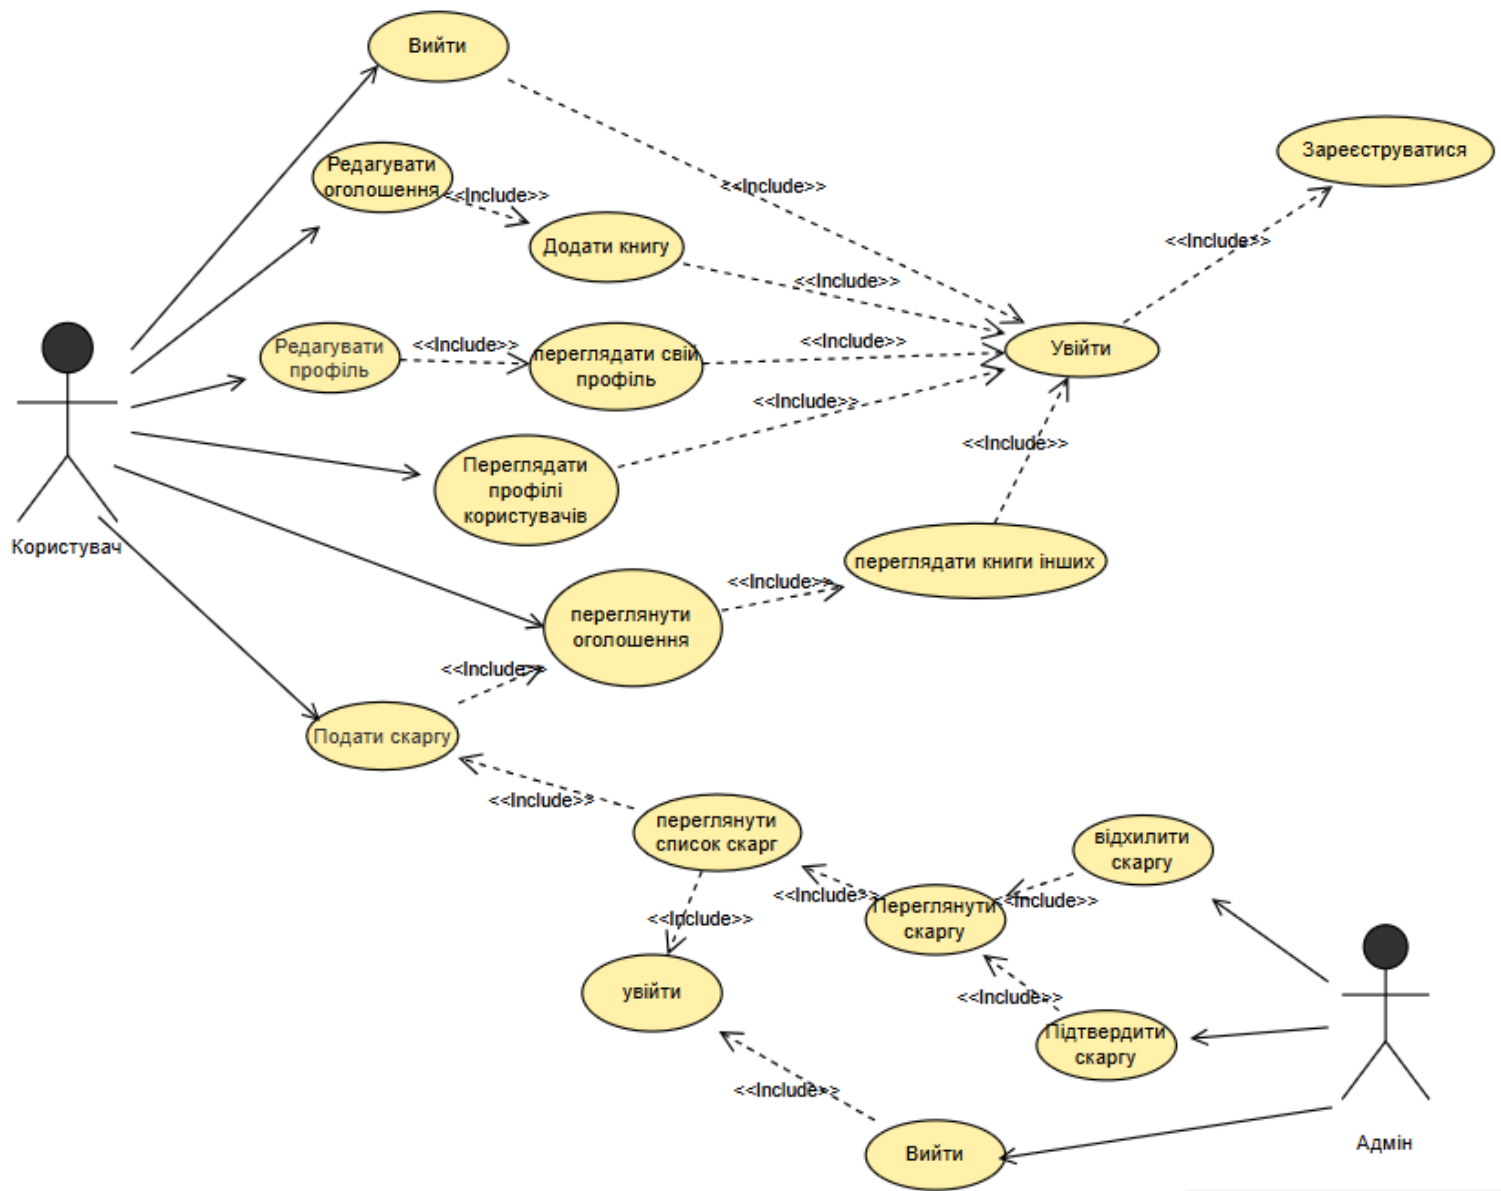 Вийти
Редагувати
оголошення
<<Include>>
Додати книгу
<<Include>>
<<Include>>
Зареєструватися
<<Include>>
Редагувати
профіль
<<Include>>
переглядати свій
профіль
<<Include>>
Увійти
<<Include>>
Переглядати
профілі
користувачів
<<Include>>
Користувач
переглядати книги інших
<<Include>>
переглянути
оголошення
<<Include>>
Подати скаргу
<<Include>>
переглянути
список скарг
відхилити
скаргу
<<Include>>
<<Include>>
Переглянути
скаргу
<<Include>>
увійти
<<Include>>
Підтвердити
скаргу
<<Include>>
Вийти
Адмін